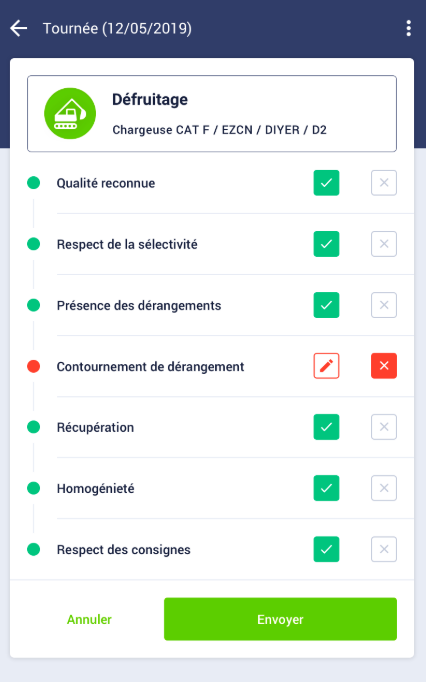 Tournée (12/05/2019)
Défruitage
Chargeuse CAT F / EZCN / DIYER / D2
Qualité reconnue
Respect de la sélectivité
Présence des dérangements
Contournement de dérangement
Récupération
Homogénieté
Respect des consignes
Annuler
Envoyer